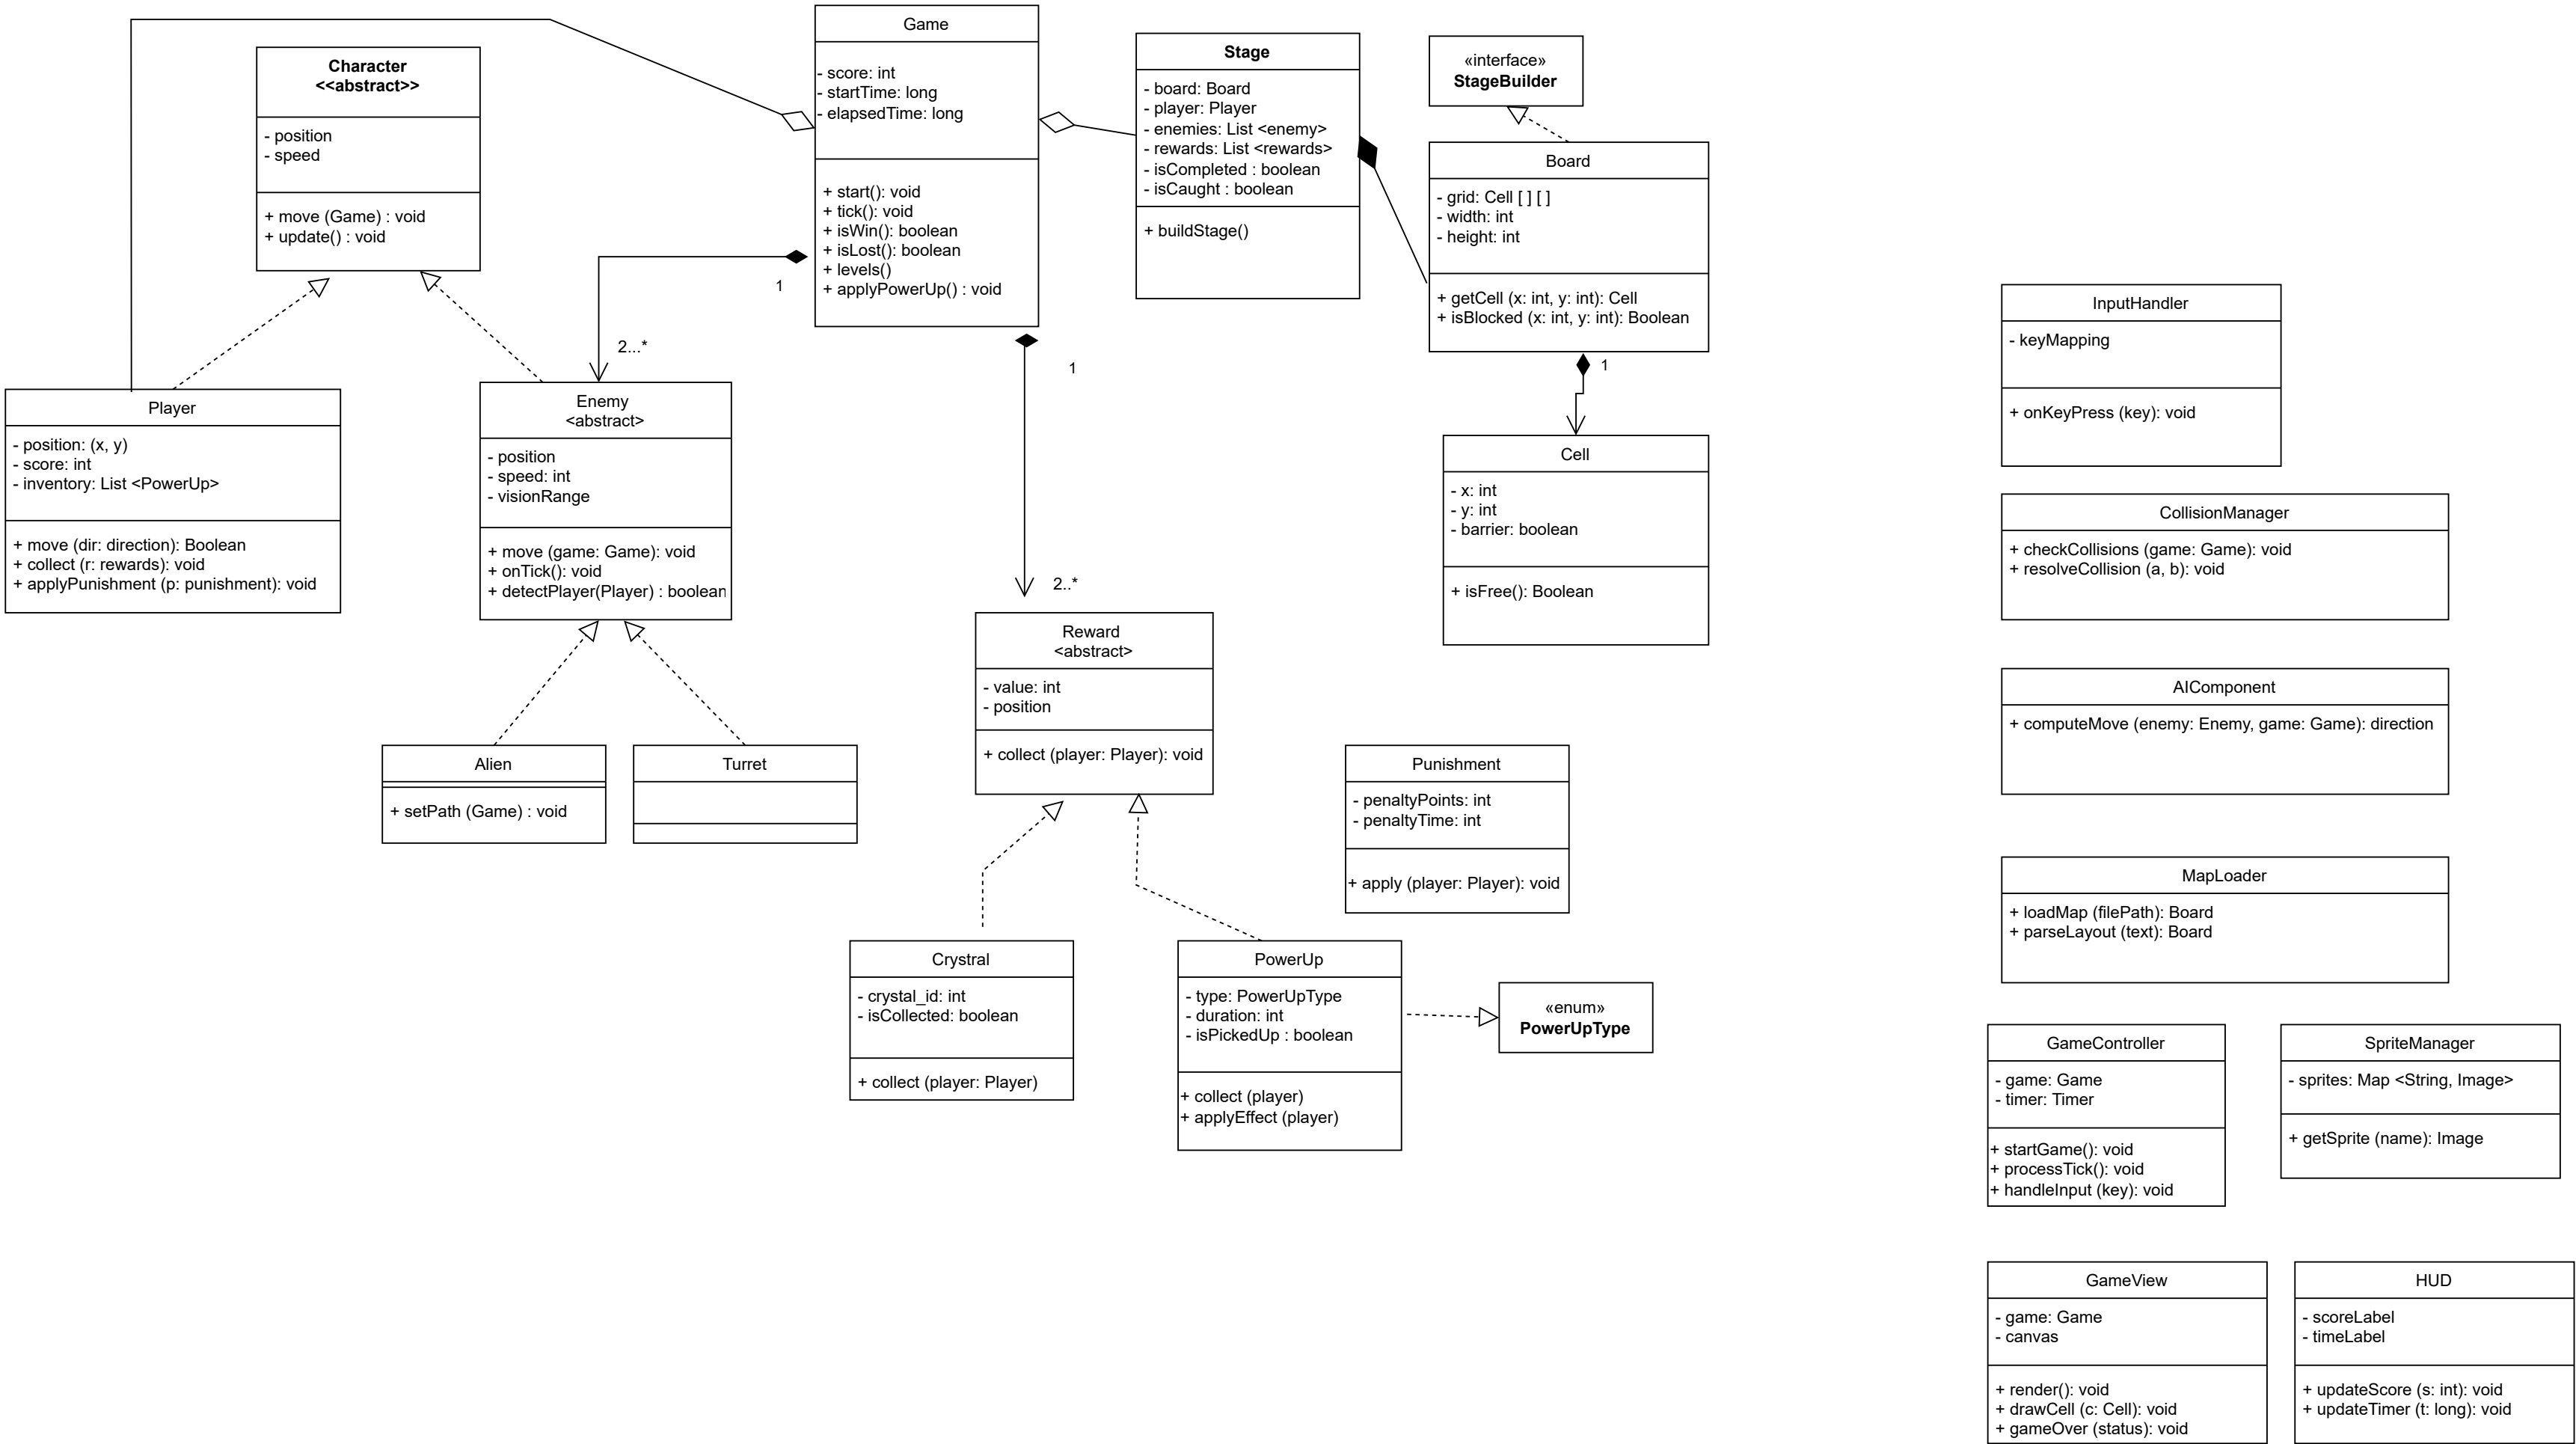 Game
- score: int
- startTime: long
- elapsedTime: long
+ start(): void
+ tick(): void
+ isWin(): boolean
+ isLost(): boolean
+ levels()
+ applyPowerUp() : void
Character
<<abstract>>
- position
- speed
+ move (Game) : void
+ update() : void
Stage
- board: Board
- player: Player
- enemies: List <enemy>
- rewards: List <rewards>
- isCompleted : boolean
- isCaught : boolean
+ buildStage()
«interface»
StageBuilder
Board
- grid: Cell [ ] [ ]
- width: int
- height: int
+ getCell (x: int, y: int): Cell
+ isBlocked (x: int, y: int): Boolean
1
2...*
1
2..*
1
Player
- position: (x, y)
- score: int
- inventory: List <PowerUp>
+ move (dir: direction): Boolean
+ collect (r: rewards): void
+ applyPunishment (p: punishment): void
Enemy
<abstract>
- position
- speed: int
- visionRange
+ move (game: Game): void
+ onTick(): void
+ detectPlayer(Player) : boolean
Cell
- x: int
- y: int
- barrier: boolean
+ isFree(): Boolean
Reward
<abstract>
- value: int
- position
+ collect (player: Player): void
Alien
+ setPath (Game) : void
Turret
Punishment
- penaltyPoints: int
- penaltyTime: int
+ apply (player: Player): void
Crystral
- crystal_id: int
- isCollected: boolean
+ collect (player: Player)
PowerUp
- type: PowerUpType
- duration: int
- isPickedUp : boolean
+ collect (player)
+ applyEffect (player)
«enum»
PowerUpType
InputHandler
- keyMapping
+ onKeyPress (key): void
CollisionManager
+ checkCollisions (game: Game): void
+ resolveCollision (a, b): void
AIComponent
+ computeMove (enemy: Enemy, game: Game): direction
MapLoader
+ loadMap (filePath): Board
+ parseLayout (text): Board
GameController
- game: Game
- timer: Timer
+ startGame(): void
+ processTick(): void
+ handleInput (key): void
SpriteManager
- sprites: Map <String, Image>
+ getSprite (name): Image
GameView
- game: Game
- canvas
+ render(): void
+ drawCell (c: Cell): void
+ gameOver (status): void
HUD
- scoreLabel
- timeLabel
+ updateScore (s: int): void
+ updateTimer (t: long): void